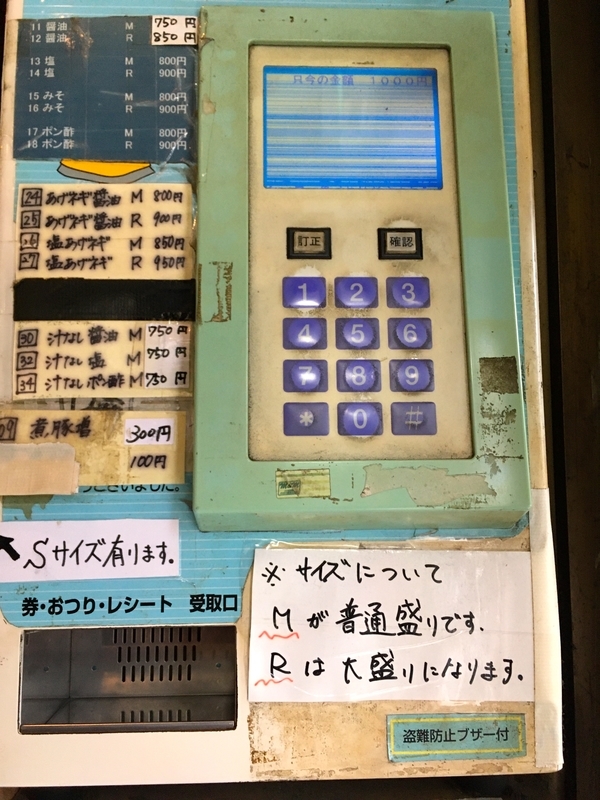 11 醤油 M 750円
12 醤油 R 850円
13 塩 M 800円
14 塩 R 900円
15 みそ M 800円
16 みそ R 900円
17 ポン酢 M 800円
18 ポン酢 R 900円
24 あげネギ醤油 M 800円
25 あげネギ醤油 R 900円
26 塩あげネギ M 850円
27 塩あげネギ R 950円
30 汁なし醤油 M 750円
32 汁なし塩 M 750円
34 汁なしポン酢 M 750円
煮豚増 300円
100円
ございました。
Sサイズ有ります。
券・おつり・レシート 受取口
只今の金額 1000円
訂正 確認
1 2 3
4 5 6
7 8 9
* 0 #
※サイズについて
Mが普通盛りです.
Rは大盛りになります.
盗難防止ブザー付